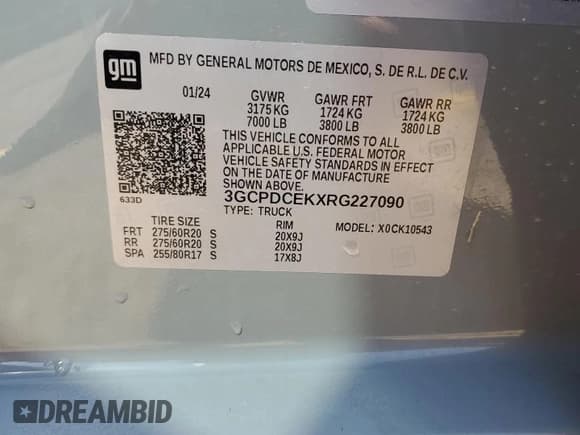 gm
MFD BY GENERAL MOTORS DE MEXICO, S. DE R.L. DE C.V.
01/24 GVWR GAWR FRT GAWR RR
3175 KG 1724 KG 1724 KG
7000 LB 3800 LB 3800 LB
THIS VEHICLE CONFORMS TO ALL
APPLICABLE U.S. FEDERAL MOTOR
VEHICLE SAFETY STANDARDS IN EFFECT
ON THE DATE OF MANUFACTURE
SHOWN ABOVE.
633D 3GCPDCEKXRG227090
TYPE: TRUCK
TIRE SIZE RIM MODEL: X0CK10543
FRT 275/60R20 S 20X9J
RR 275/60R20 S 20X9J
SPA 255/80R17 S 17X8J
DREAMBID